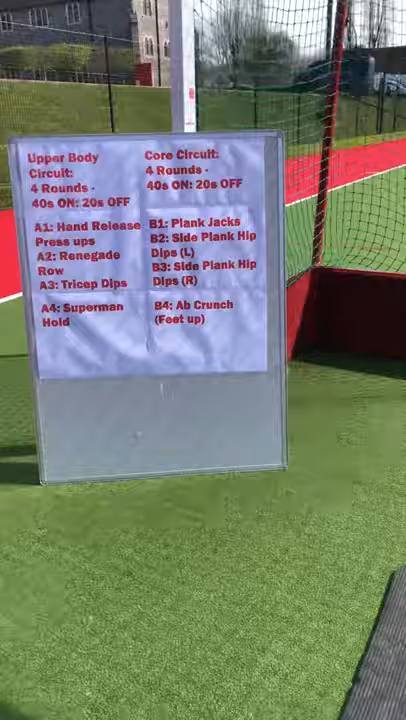 Upper Body
Circuit:
4 Rounds -
40s ON: 20s OFF
A1: Hand Release
Press ups
A2: Renegade
Row
A3: Tricep Dips
A4: Superman
Hold
Core Circuit:
4 Rounds -
40s ON: 20s OFF
B1: Plank Jacks
B2: Side Plank Hip
Dips (L)
B3: Side Plank Hip
Dips (R)
B4: Ab Crunch
(Feet up)